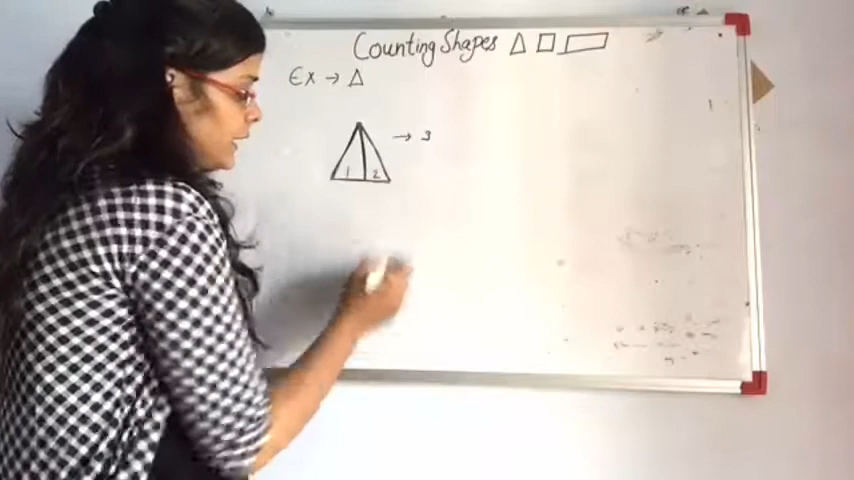 Counting Shapes
Ex → Δ
→ 3
1 2